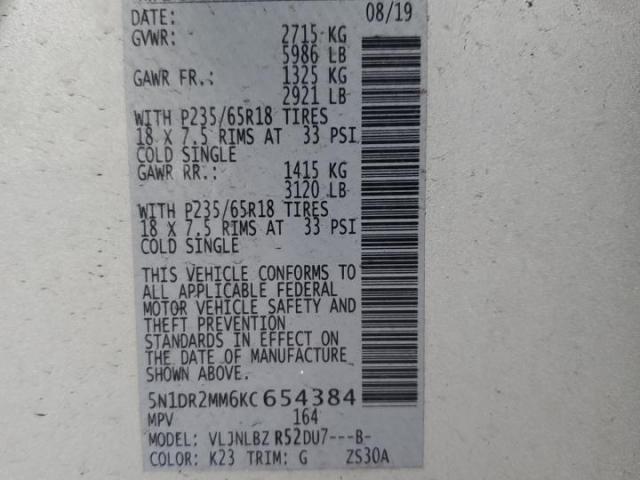 DATE: 08/19
GVWR: 2715 KG
5986 LB
GAWR FR.: 1325 KG
2921 LB
WITH P235/65R18 TIRES
18 X 7.5 RIMS AT 33 PSI
COLD SINGLE
GAWR RR.: 1415 KG
3120 LB
WITH P235/65R18 TIRES
18 X 7.5 RIMS AT 33 PSI
COLD SINGLE
THIS VEHICLE CONFORMS TO
ALL APPLICABLE FEDERAL
MOTOR VEHICLE SAFETY AND
THEFT PREVENTION
STANDARDS IN EFFECT ON
THE DATE OF MANUFACTURE
SHOWN ABOVE.
5N1DR2MM6KC654384
MPV 164
MODEL: VLJNLBZ R52DU7---B-
COLOR: K23 TRIM: G ZS30A